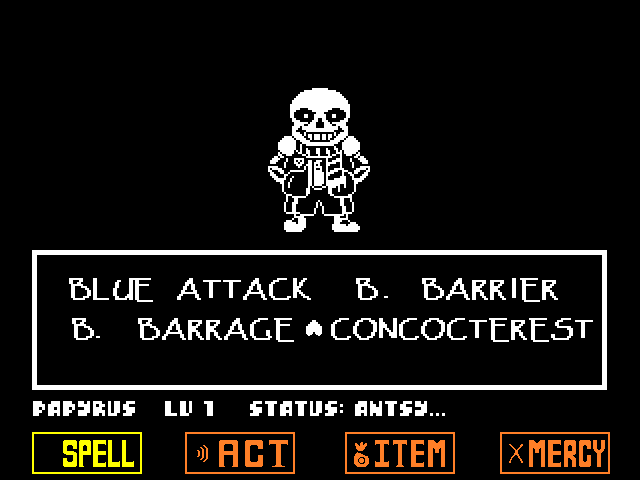 BLUE ATTACK B. BARRIER
B. BARRAGE CONCOCTEREST
PAPYRUS LV 1 STATUS: ANTSY...
SPELL ACT ITEM MERCY